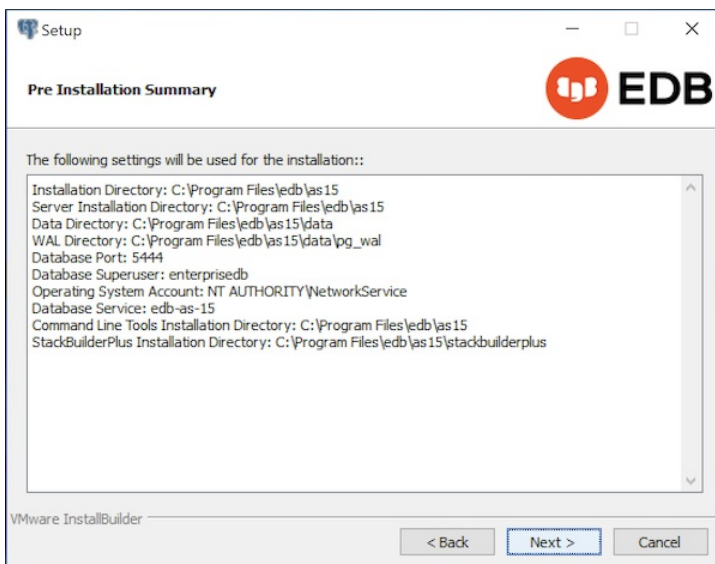 Setup
Pre Installation Summary
EDB
The following settings will be used for the installation::
Installation Directory: C:\Program Files\edb\as15
Server Installation Directory: C:\Program Files\edb\as15
Data Directory: C:\Program Files\edb\as15\data
WAL Directory: C:\Program Files\edb\as15\data\pg_wal
Database Port: 5444
Database Superuser: enterprisedb
Operating System Account: NT AUTHORITY\NetworkService
Database Service: edb-as-15
Command Line Tools Installation Directory: C:\Program Files\edb\as15
StackBuilderPlus Installation Directory: C:\Program Files\edb\as15\stackbuilderplus
VMware InstallBuilder
< Back
Next >
Cancel